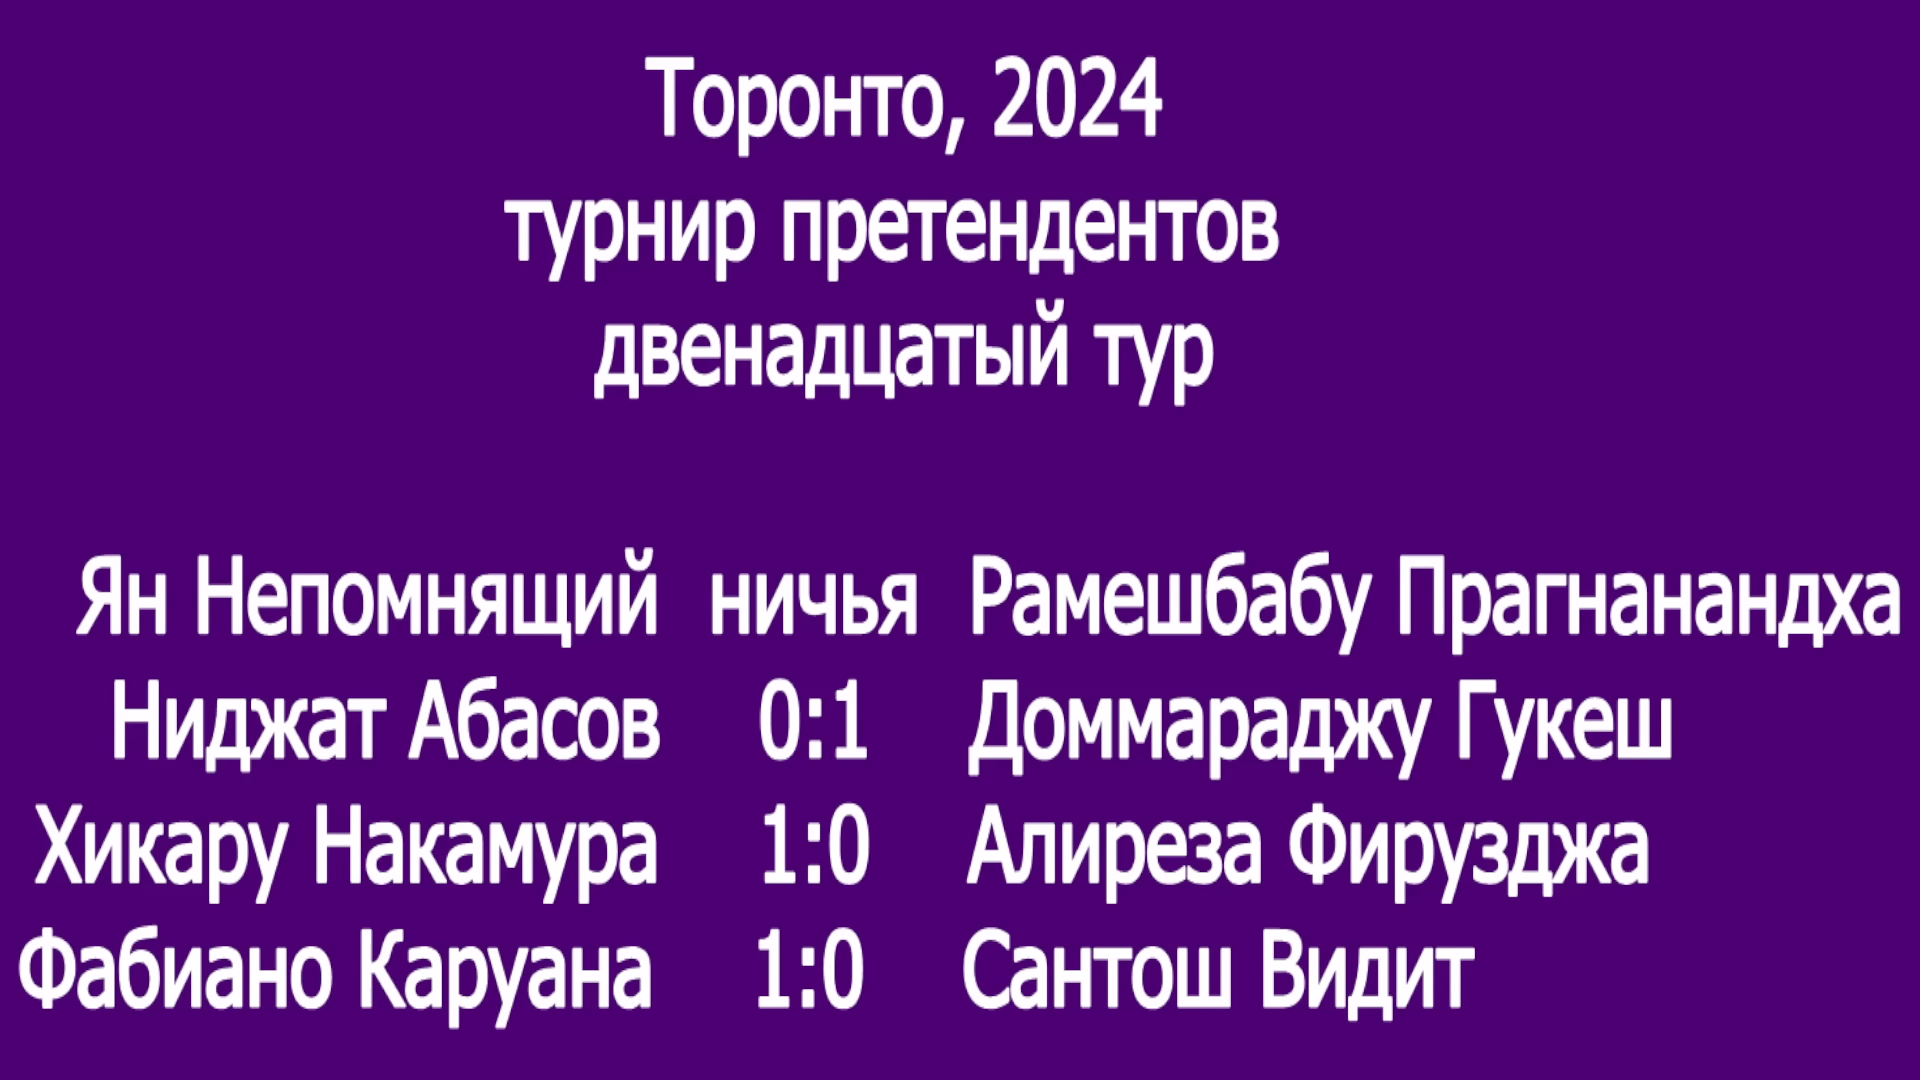 Торонто, 2024
турнир претендентов
двенадцатый тур
Ян Непомнящий ничья Рамешбабу Прагнанандха
Ниджат Абасов 0:1 Доммараджу Гукеш
Хикару Накамура 1:0 Алиреза Фирузджа
Фабиано Каруана 1:0 Сантош Видит